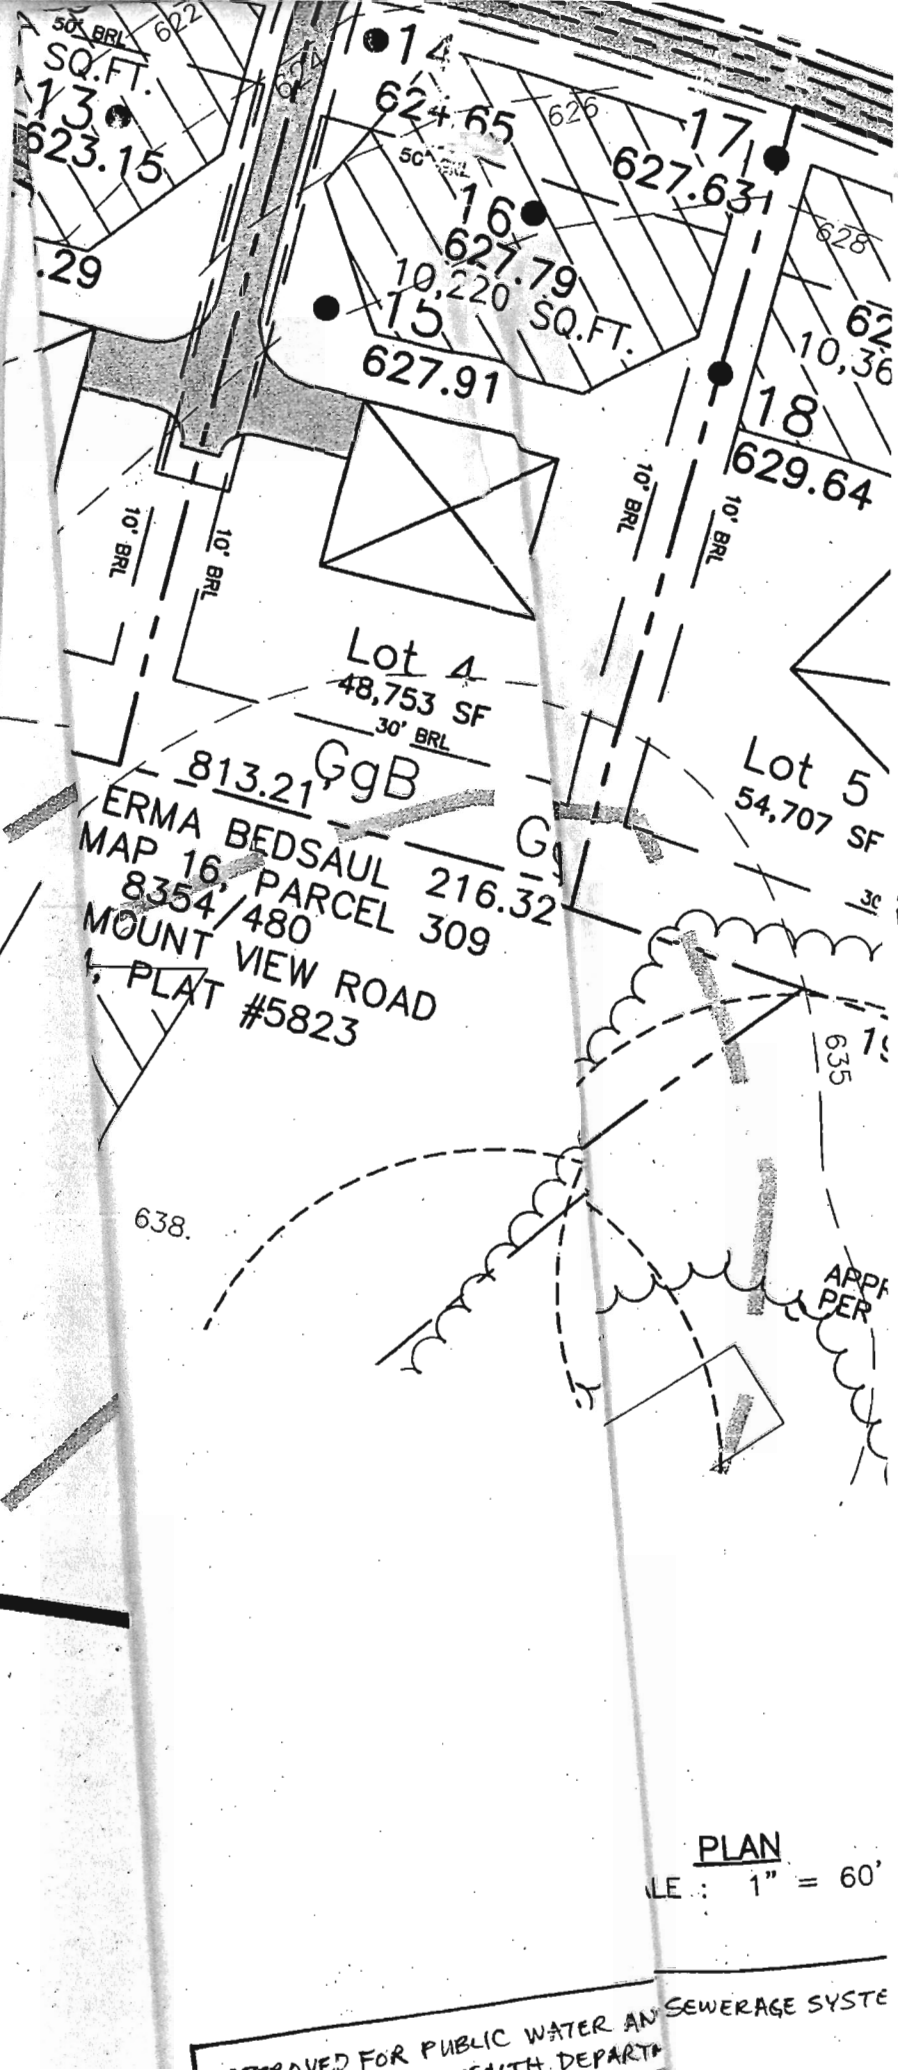 50' BRL
622
SQ.FT.
13
623.15
.29
624
14
624.65
50' BRL
626
17
627.63
16
627.79
10,220 SQ.FT.
15
627.91
628
62
10,36
18
629.64
10' BRL
10' BRL
10' BRL
10' BRL
Lot 4
48,753 SF
30' BRL
GgB
813.21'
Lot 5
54,707 SF
30
ERMA BEDSAUL
MAP 16, PARCEL 309
8354/480
MOUNT VIEW ROAD
PLAT #5823
216.32'
635
638.
APPR
PER
PLAN
LE : 1" = 60'
SEWERAGE SYSTE
FOR PUBLIC WATER AN
DEPART